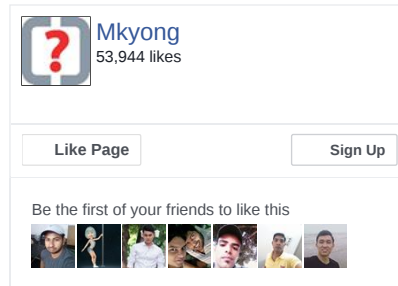 Mkyong
53,944 likes
Like Page
Sign Up
Be the first of your friends to like this